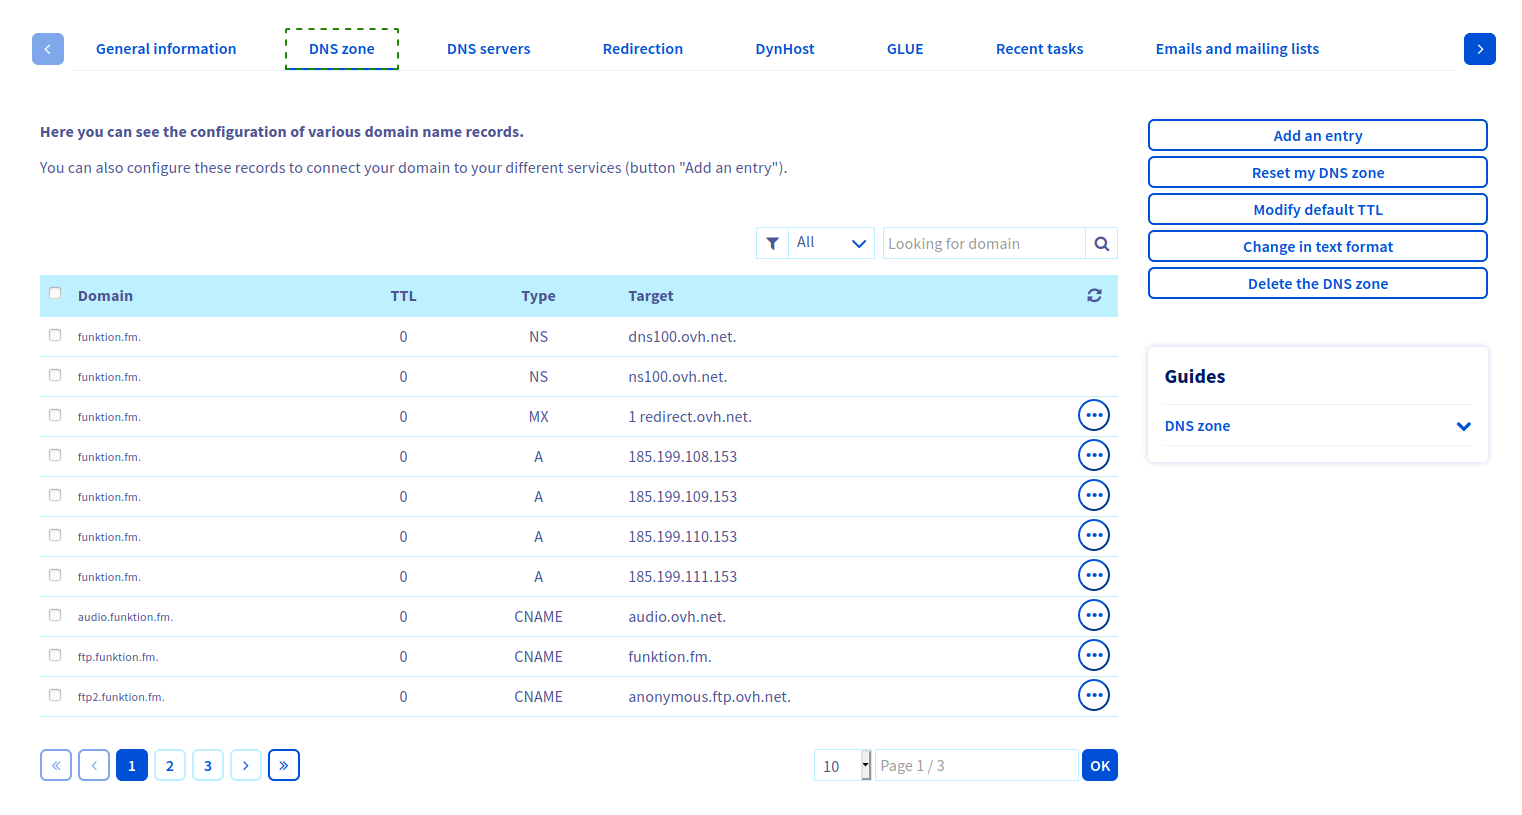 General information DNS zone DNS servers Redirection DynHost GLUE Recent tasks Emails and mailing lists
Here you can see the configuration of various domain name records.
You can also configure these records to connect your domain to your different services (button "Add an entry").
All Looking for domain
Domain TTL Type Target
funktion.fm. 0 NS dns100.ovh.net.
funktion.fm. 0 NS ns100.ovh.net.
funktion.fm. 0 MX 1 redirect.ovh.net.
funktion.fm. 0 A 185.199.108.153
funktion.fm. 0 A 185.199.109.153
funktion.fm. 0 A 185.199.110.153
funktion.fm. 0 A 185.199.111.153
audio.funktion.fm. 0 CNAME audio.ovh.net.
ftp.funktion.fm. 0 CNAME funktion.fm.
ftp2.funktion.fm. 0 CNAME anonymous.ftp.ovh.net.
« ‹ 1 2 3 › » 10 Page 1 / 3 OK
Add an entry
Reset my DNS zone
Modify default TTL
Change in text format
Delete the DNS zone
Guides
DNS zone